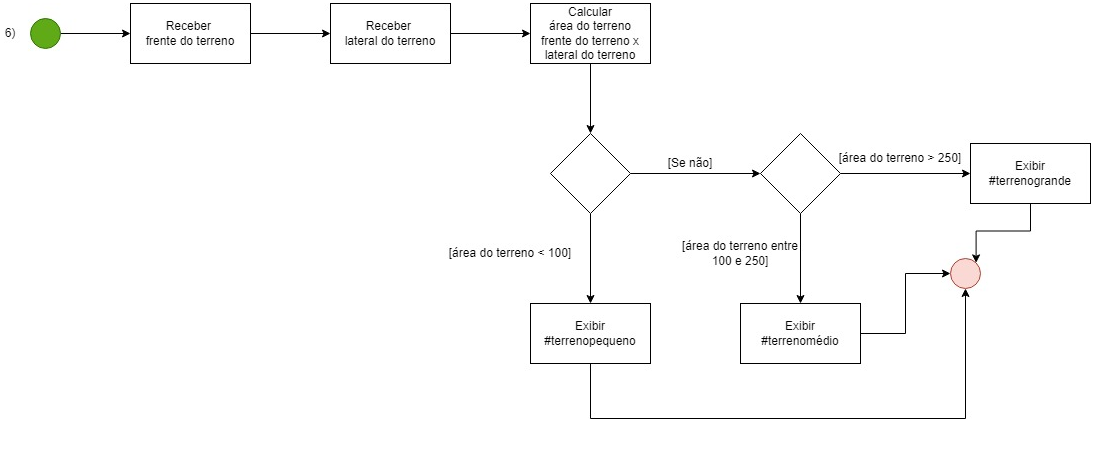 6)
Receber
frente do terreno
Receber
lateral do terreno
Calcular
área do terreno
frente do terreno x
lateral do terreno
[Se não]
[área do terreno > 250]
Exibir
#terrenogrande
[área do terreno < 100]
[área do terreno entre
100 e 250]
Exibir
#terrenopequeno
Exibir
#terrenomédio